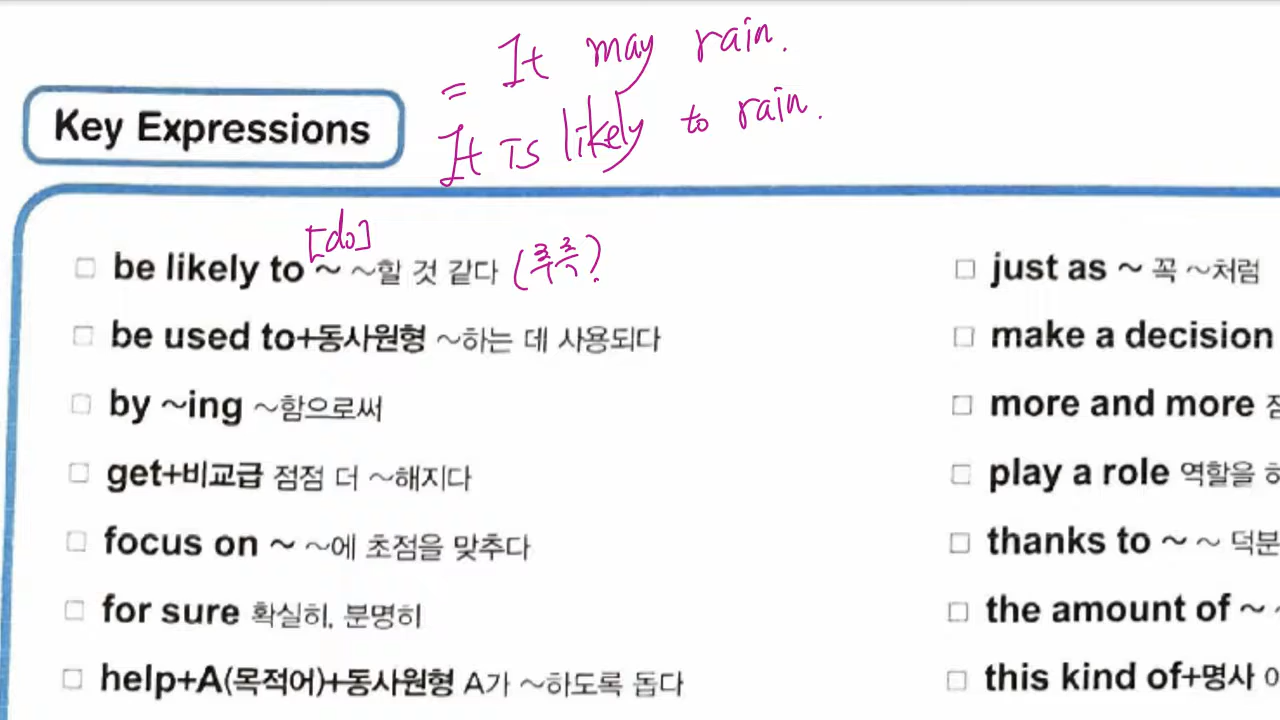 = It may rain.
Key Expressions
It is likely to rain.
[do]
be likely to ~ ~할 것 같다 (추측?
be used to+동사원형 ~하는 데 사용되다
by ~ing ~함으로써
get+비교급 점점 더 ~해지다
focus on ~ ~에 초점을 맞추다
for sure 확실히, 분명히
help+A(목적어)+동사원형 A가 ~하도록 돕다
just as ~ 꼭 ~처럼
make a decision
more and more
play a role 역할을
thanks to ~ ~ 덕분
the amount of ~
this kind of+명사